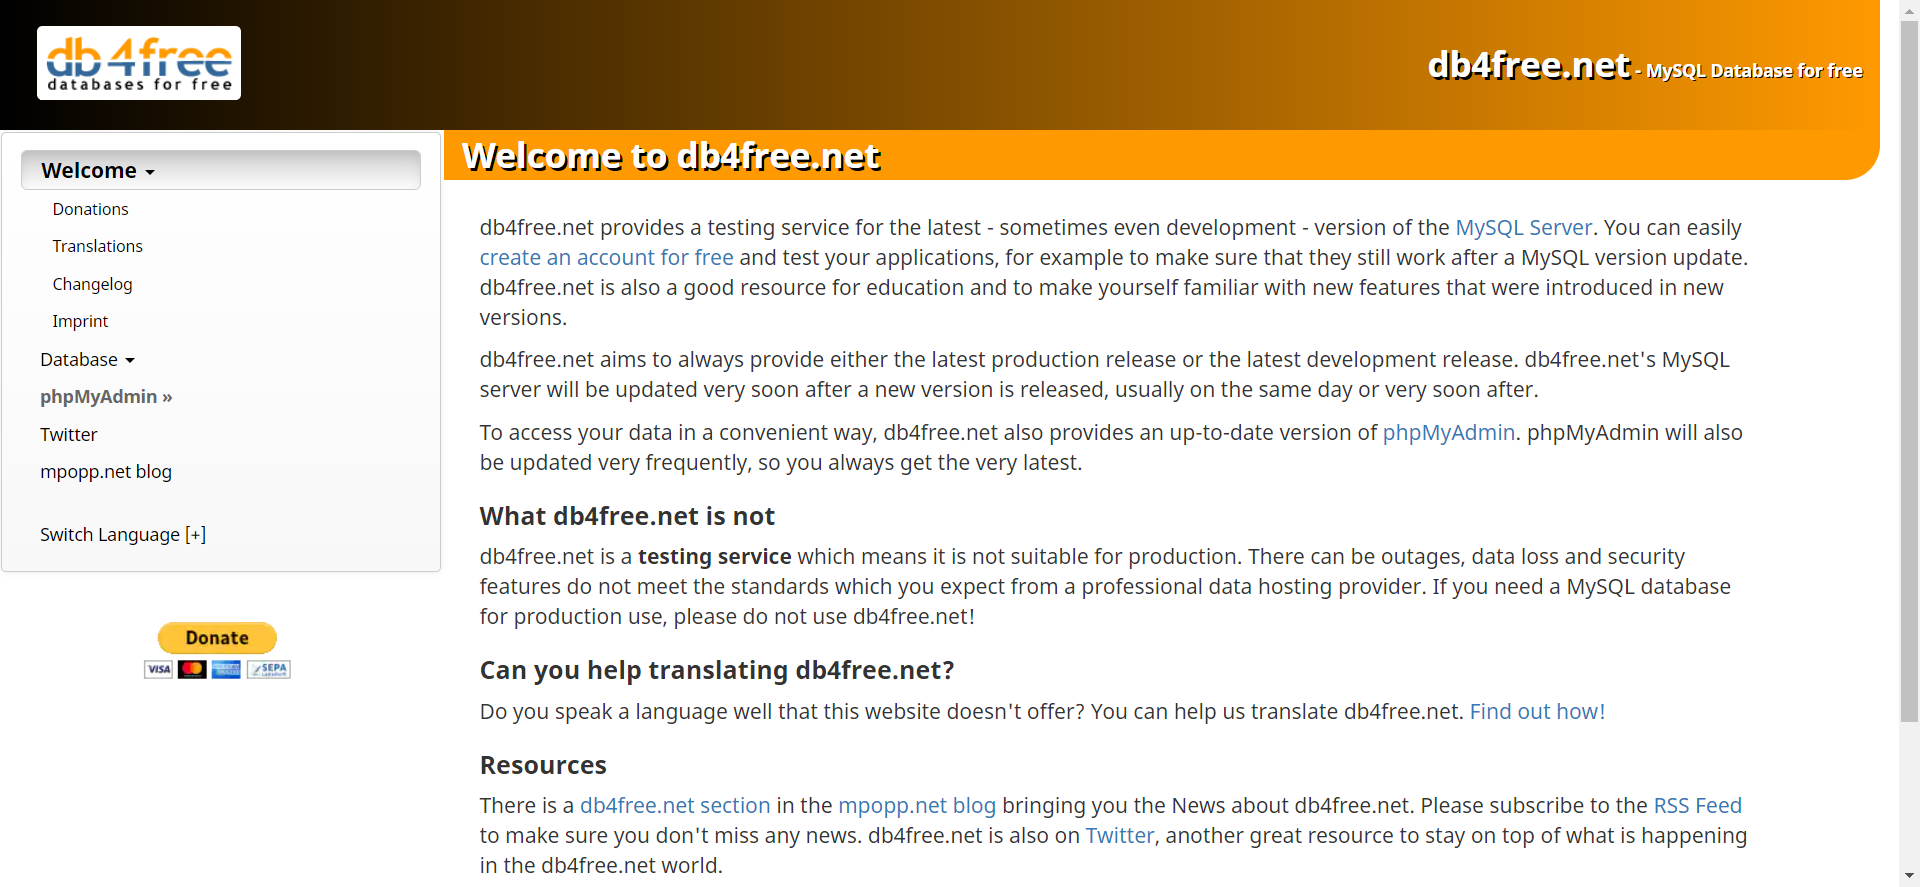 db4free
databases for free
db4free.net - MySQL Database for free
Welcome
Donations
Translations
Changelog
Imprint
Database
phpMyAdmin »
Twitter
mpopp.net blog
Switch Language [+]
Donate
VISA
SEPA
Welcome to db4free.net
db4free.net provides a testing service for the latest - sometimes even development - version of the MySQL Server. You can easily
create an account for free and test your applications, for example to make sure that they still work after a MySQL version update.
db4free.net is also a good resource for education and to make yourself familiar with new features that were introduced in new
versions.
db4free.net aims to always provide either the latest production release or the latest development release. db4free.net's MySQL
server will be updated very soon after a new version is released, usually on the same day or very soon after.
To access your data in a convenient way, db4free.net also provides an up-to-date version of phpMyAdmin. phpMyAdmin will also
be updated very frequently, so you always get the very latest.
What db4free.net is not
db4free.net is a testing service which means it is not suitable for production. There can be outages, data loss and security
features do not meet the standards which you expect from a professional data hosting provider. If you need a MySQL database
for production use, please do not use db4free.net!
Can you help translating db4free.net?
Do you speak a language well that this website doesn't offer? You can help us translate db4free.net. Find out how!
Resources
There is a db4free.net section in the mpopp.net blog bringing you the News about db4free.net. Please subscribe to the RSS Feed
to make sure you don't miss any news. db4free.net is also on Twitter, another great resource to stay on top of what is happening
in the db4free.net world.